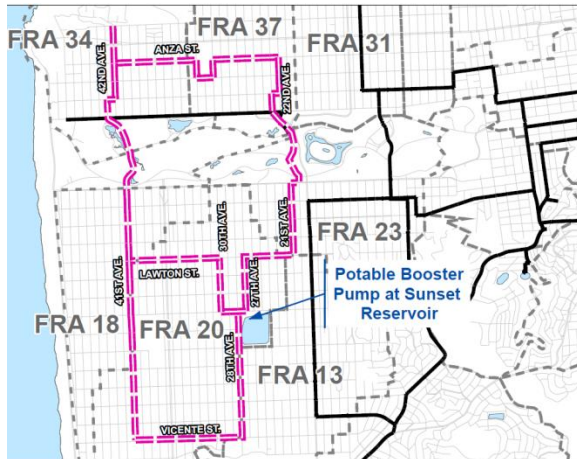 FRA 34
FRA 37
FRA 31
42ND AVE.
ANZA ST.
22ND AVE.
30TH AVE.
21ST AVE.
FRA 23
41ST AVE.
LAWTON ST.
27TH AVE.
Potable Booster
Pump at Sunset
Reservoir
FRA 18
FRA 20
28TH AVE.
FRA 13
VICENTE ST.